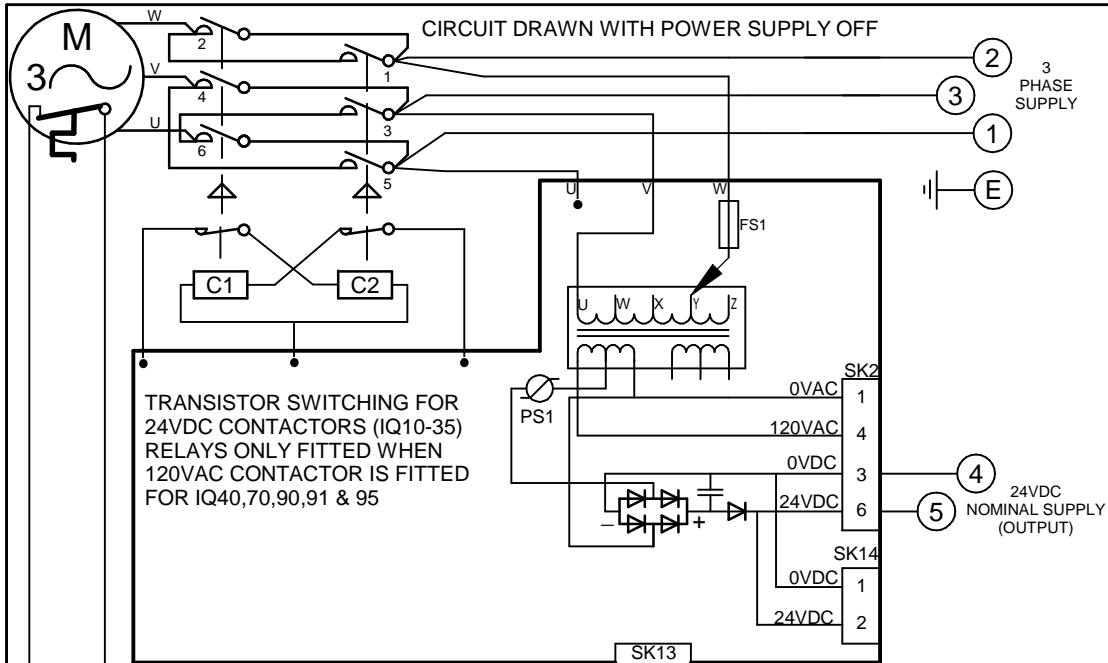 CIRCUIT DRAWN WITH POWER SUPPLY OFF
W
M
3
V
U
2
4
6
1
3
5
2
3
1
E
3
PHASE
SUPPLY
U
V
W
FS1
C1
C2
U W X Y Z
PS1
TRANSISTOR SWITCHING FOR
24VDC CONTACTORS (IQ10-35)
RELAYS ONLY FITTED WHEN
120VAC CONTACTOR IS FITTED
FOR IQ40,70,90,91 & 95
SK2
0VAC 1
120VAC 4
0VDC 3
24VDC 6
4
5
24VDC
NOMINAL SUPPLY
(OUTPUT)
− +
SK14
0VDC 1
24VDC 2
SK13